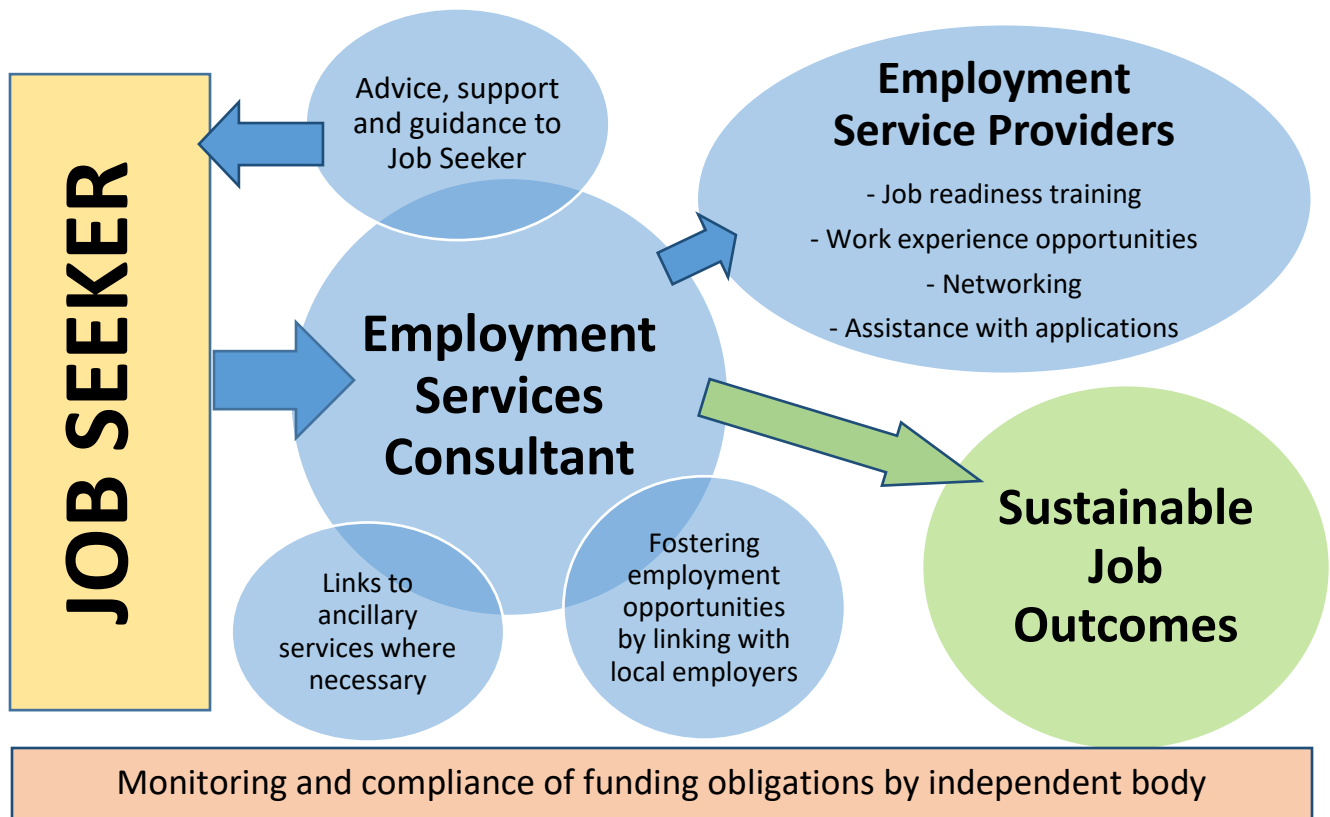 JOB SEEKER
Advice, support
and guidance to
Job Seeker
Employment
Services
Consultant
Links to
ancillary
services where
necessary
Fostering
employment
opportunities
by linking with
local employers
Employment
Service Providers
- Job readiness training
- Work experience opportunities
- Networking
- Assistance with applications
Sustainable
Job
Outcomes
Monitoring and compliance of funding obligations by independent body